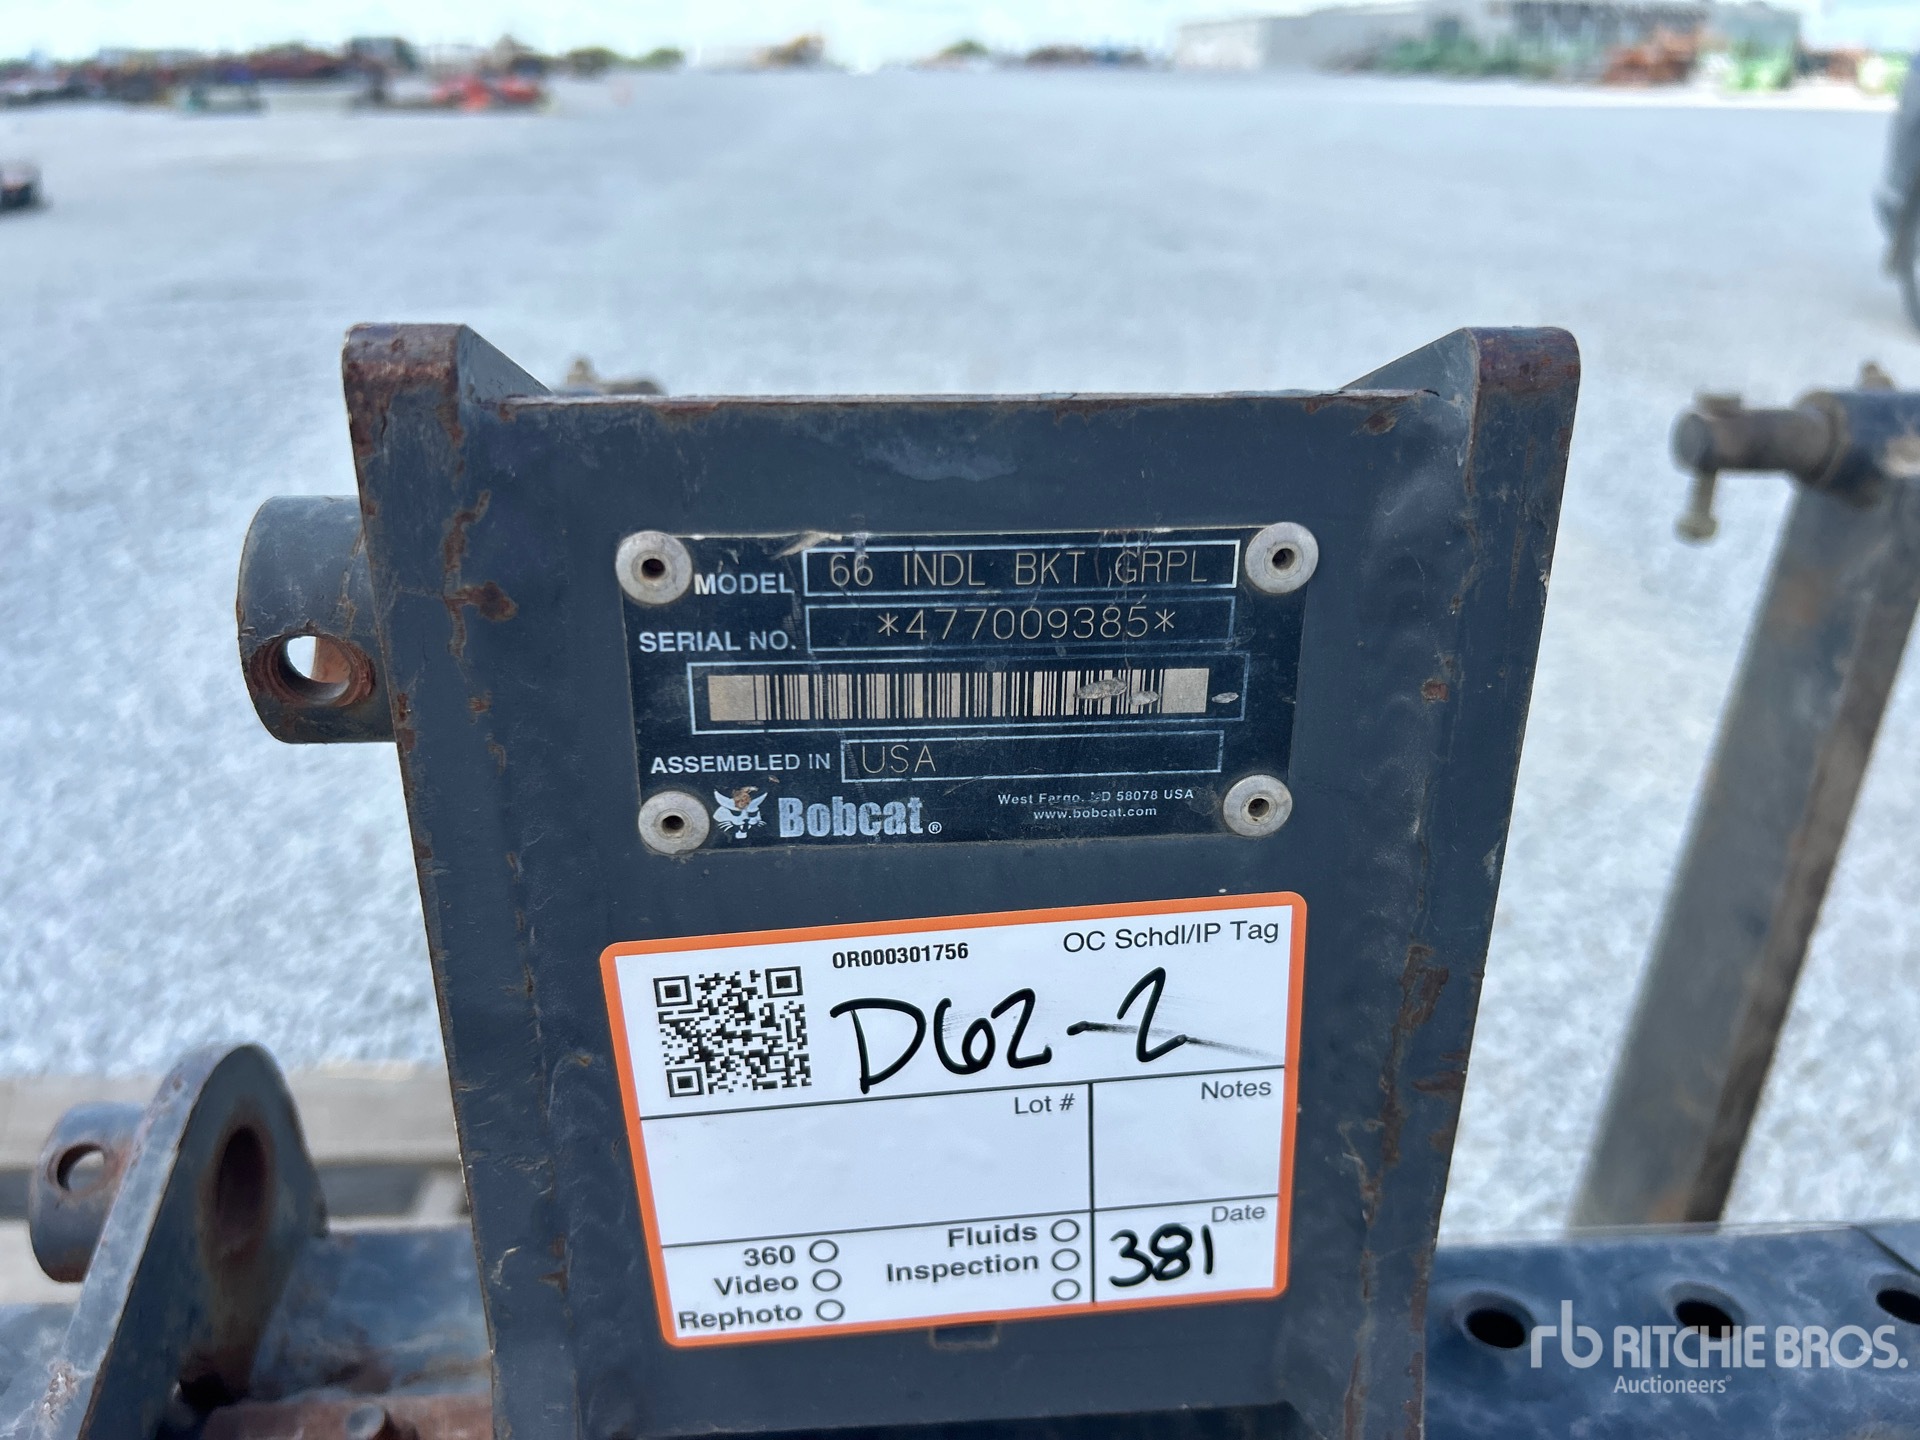 MODEL 66 INDL BKT GRPL
SERIAL NO. *477009385*
ASSEMBLED IN USA
Bobcat®
West Fargo, ND 58078 USA
www.bobcat.com
OR000301756
OC Schdl/IP Tag
D62-2
Lot #
Notes
360
Video
Rephoto
Fluids
Inspection
Date
381
rb RITCHIE BROS.
Auctioneers